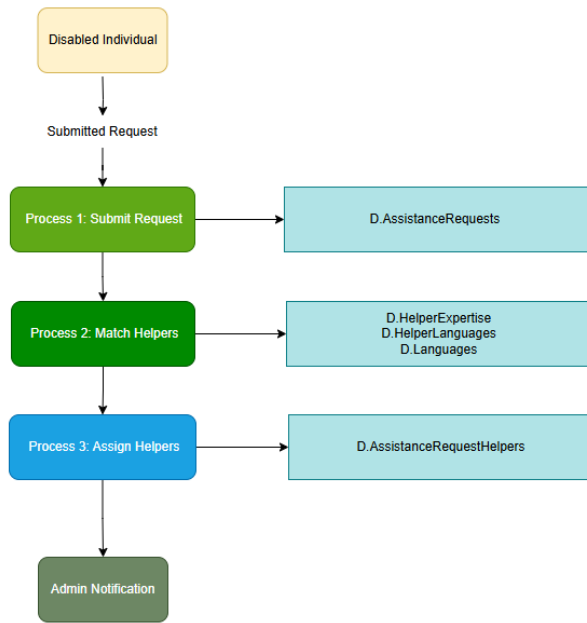 Disabled Individual
Submitted Request
Process 1: Submit Request
D.AssistanceRequests
Process 2: Match Helpers
D.HelperExpertise
D.HelperLanguages
D.Languages
Process 3: Assign Helpers
D.AssistanceRequestHelpers
Admin Notification